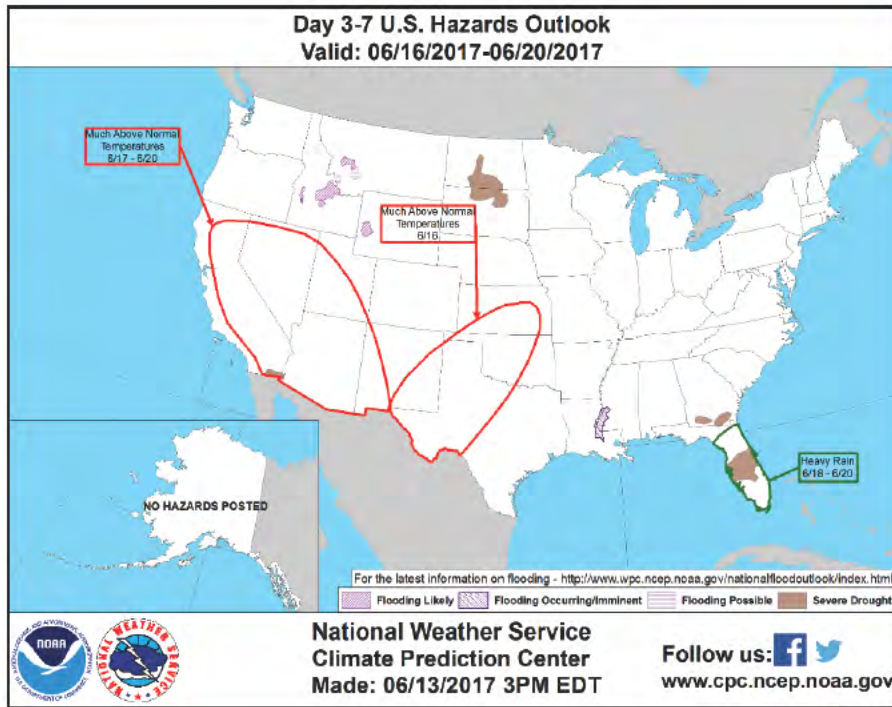 Day 3-7 U.S. Hazards Outlook
Valid: 06/16/2017-06/20/2017
Much Above Normal
Temperatures
6/17 - 6/20
Much Above Normal
Temperatures
6/16
Heavy Rain
6/18 - 6/20
NO HAZARDS POSTED
For the latest information on flooding - http://www.wpc.ncep.noaa.gov/nationalfloodoutlook/index.html
Flooding Likely
Flooding Occurring/Imminent
Flooding Possible
Severe Drought
NOAA
NATIONAL WEATHER SERVICE
National Weather Service
Climate Prediction Center
Made: 06/13/2017 3PM EDT
Follow us:
www.cpc.ncep.noaa.gov